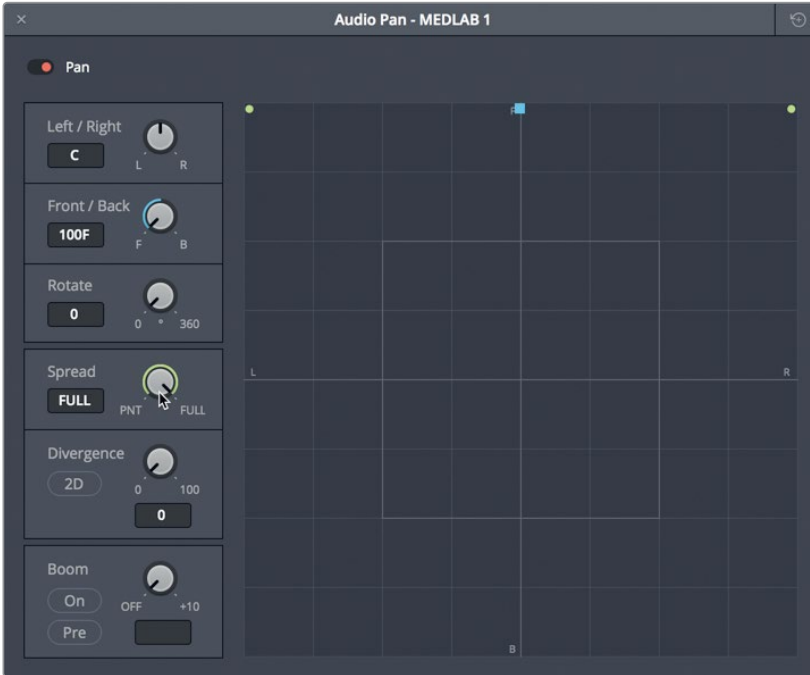 × Audio Pan - MEDLAB 1
Pan
Left / Right
C
L R
Front / Back
100F
F B
Rotate
0
0 ° 360
Spread
FULL
PNT FULL
Divergence
2D
0 100
0
Boom
On
OFF +10
Pre
F
L R
B